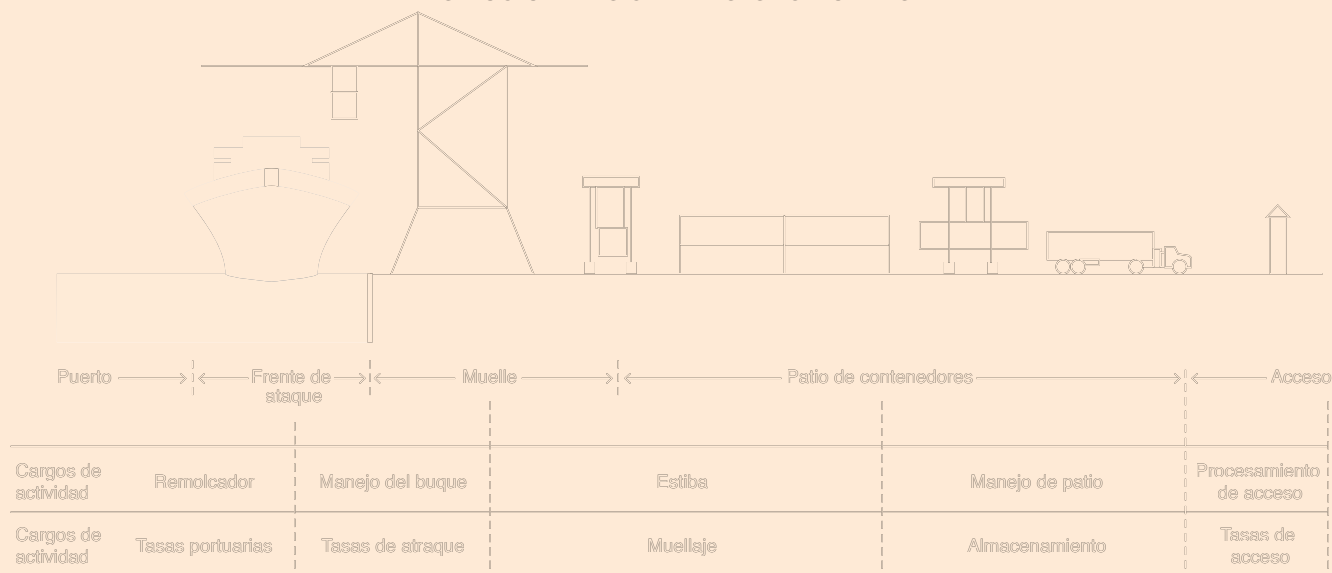 Puerto
Frente de
ataque
Muelle
Patio de contenedores
Acceso
Cargos de
actividad
Remolcador
Manejo del buque
Estiba
Manejo de patio
Procesamiento
de acceso
Cargos de
actividad
Tasas portuarias
Tasas de atraque
Muellaje
Almacenamiento
Tasas de
acceso